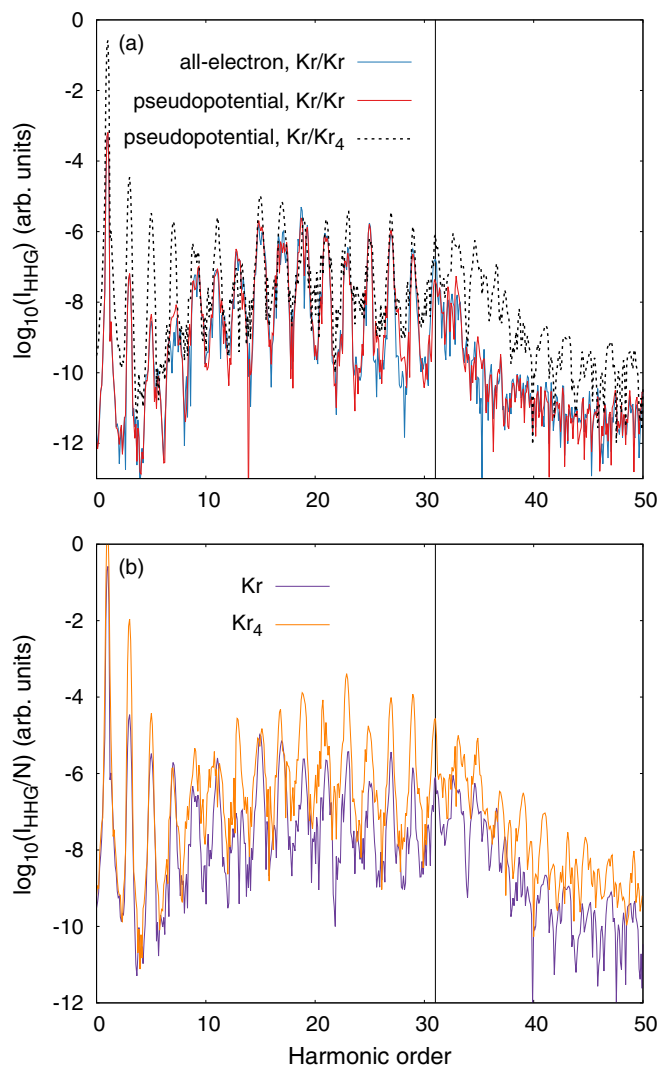 (a)
all-electron, Kr/Kr
pseudopotential, Kr/Kr
pseudopotential, Kr/Kr₄
log₁₀(I_HHG) (arb. units)
0
-2
-4
-6
-8
-10
-12
0 10 20 30 40 50
(b)
Kr
Kr₄
log₁₀(I_HHG/N) (arb. units)
0
-2
-4
-6
-8
-10
-12
0 10 20 30 40 50
Harmonic order